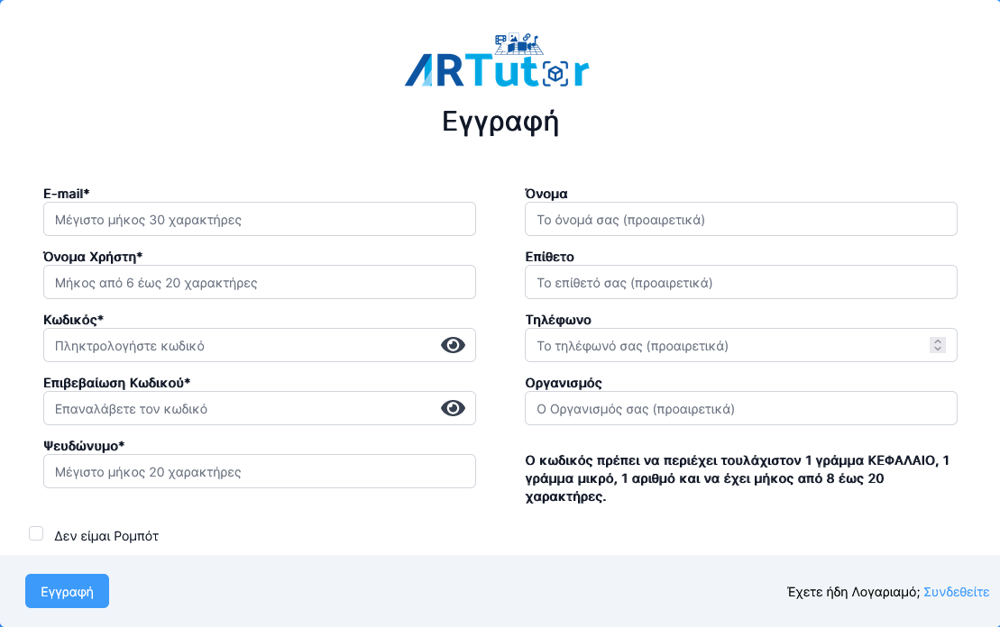 ARTutor
Εγγραφή
E-mail*
Μέγιστο μήκος 30 χαρακτήρες
Όνομα Χρήστη*
Μήκος από 6 έως 20 χαρακτήρες
Κωδικός*
Πληκτρολογήστε κωδικό
Επιβεβαίωση Κωδικού*
Επαναλάβετε τον κωδικό
Ψευδώνυμο*
Μέγιστο μήκος 20 χαρακτήρες
Όνομα
Το όνομά σας (προαιρετικά)
Επίθετο
Το επίθετό σας (προαιρετικά)
Τηλέφωνο
Το τηλέφωνό σας (προαιρετικά)
Οργανισμός
Ο Οργανισμός σας (προαιρετικά)
Ο κωδικός πρέπει να περιέχει τουλάχιστον 1 γράμμα ΚΕΦΑΛΑΙΟ, 1
γράμμα μικρό, 1 αριθμό και να έχει μήκος από 8 έως 20
χαρακτήρες.
Δεν είμαι Ρομπότ
Εγγραφή
Έχετε ήδη Λογαριασμό; Συνδεθείτε